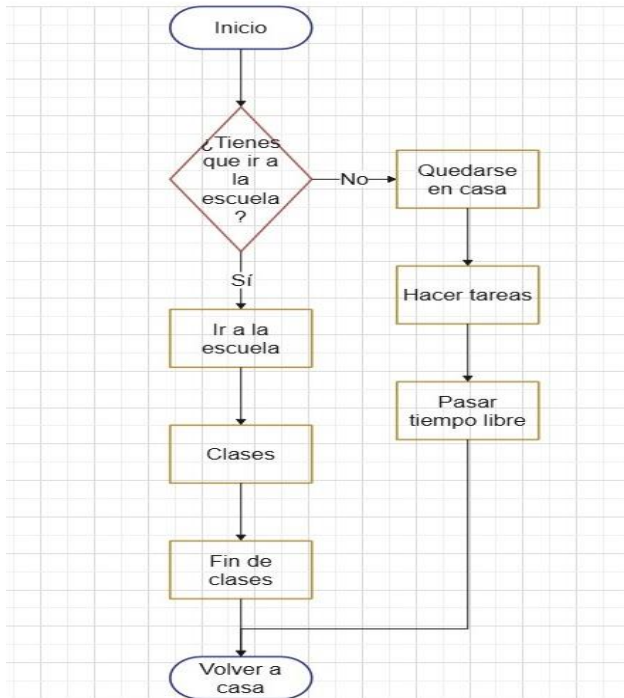 Inicio
¿Tienes
que ir a
la
escuela
?
No
Quedarse
en casa
Sí
Hacer tareas
Ir a la
escuela
Pasar
tiempo libre
Clases
Fin de
clases
Volver a
casa